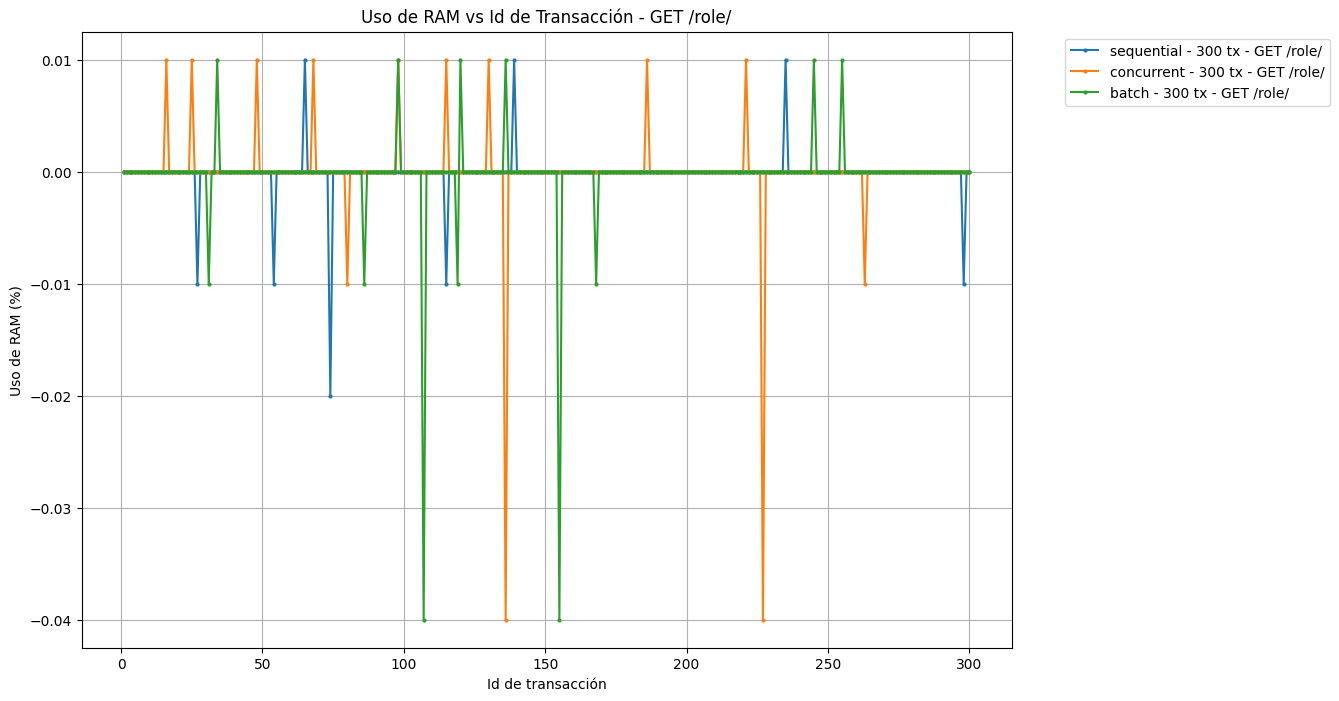 Uso de RAM vs Id de Transacción - GET /role/
sequential - 300 tx - GET /role/
concurrent - 300 tx - GET /role/
batch - 300 tx - GET /role/
Uso de RAM (%)
0.01
0.00
−0.01
−0.02
−0.03
−0.04
0 50 100 150 200 250 300
Id de transacción